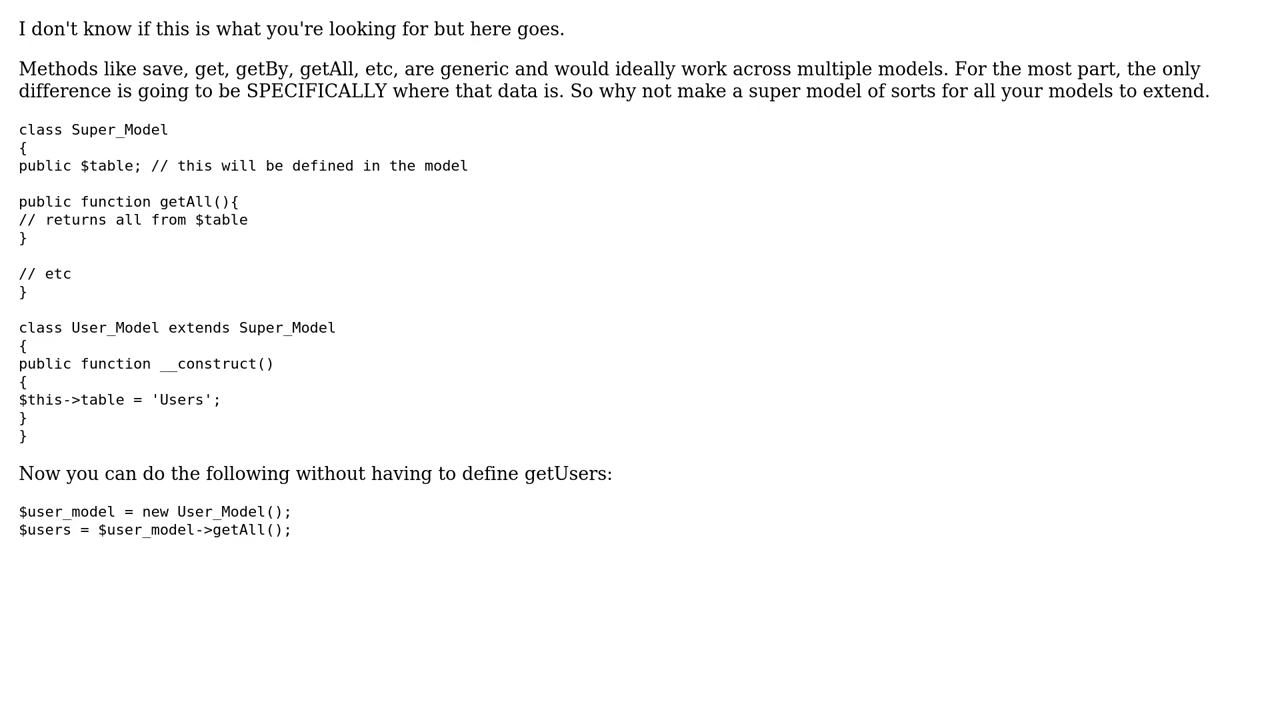 I don't know if this is what you're looking for but here goes.
Methods like save, get, getBy, getAll, etc, are generic and would ideally work across multiple models. For the most part, the only
difference is going to be SPECIFICALLY where that data is. So why not make a super model of sorts for all your models to extend.
class Super_Model
{
public $table; // this will be defined in the model
public function getAll(){
// returns all from $table
}
// etc
}
class User_Model extends Super_Model
{
public function __construct()
{
$this->table = 'Users';
}
}
Now you can do the following without having to define getUsers:
$user_model = new User_Model();
$users = $user_model->getAll();